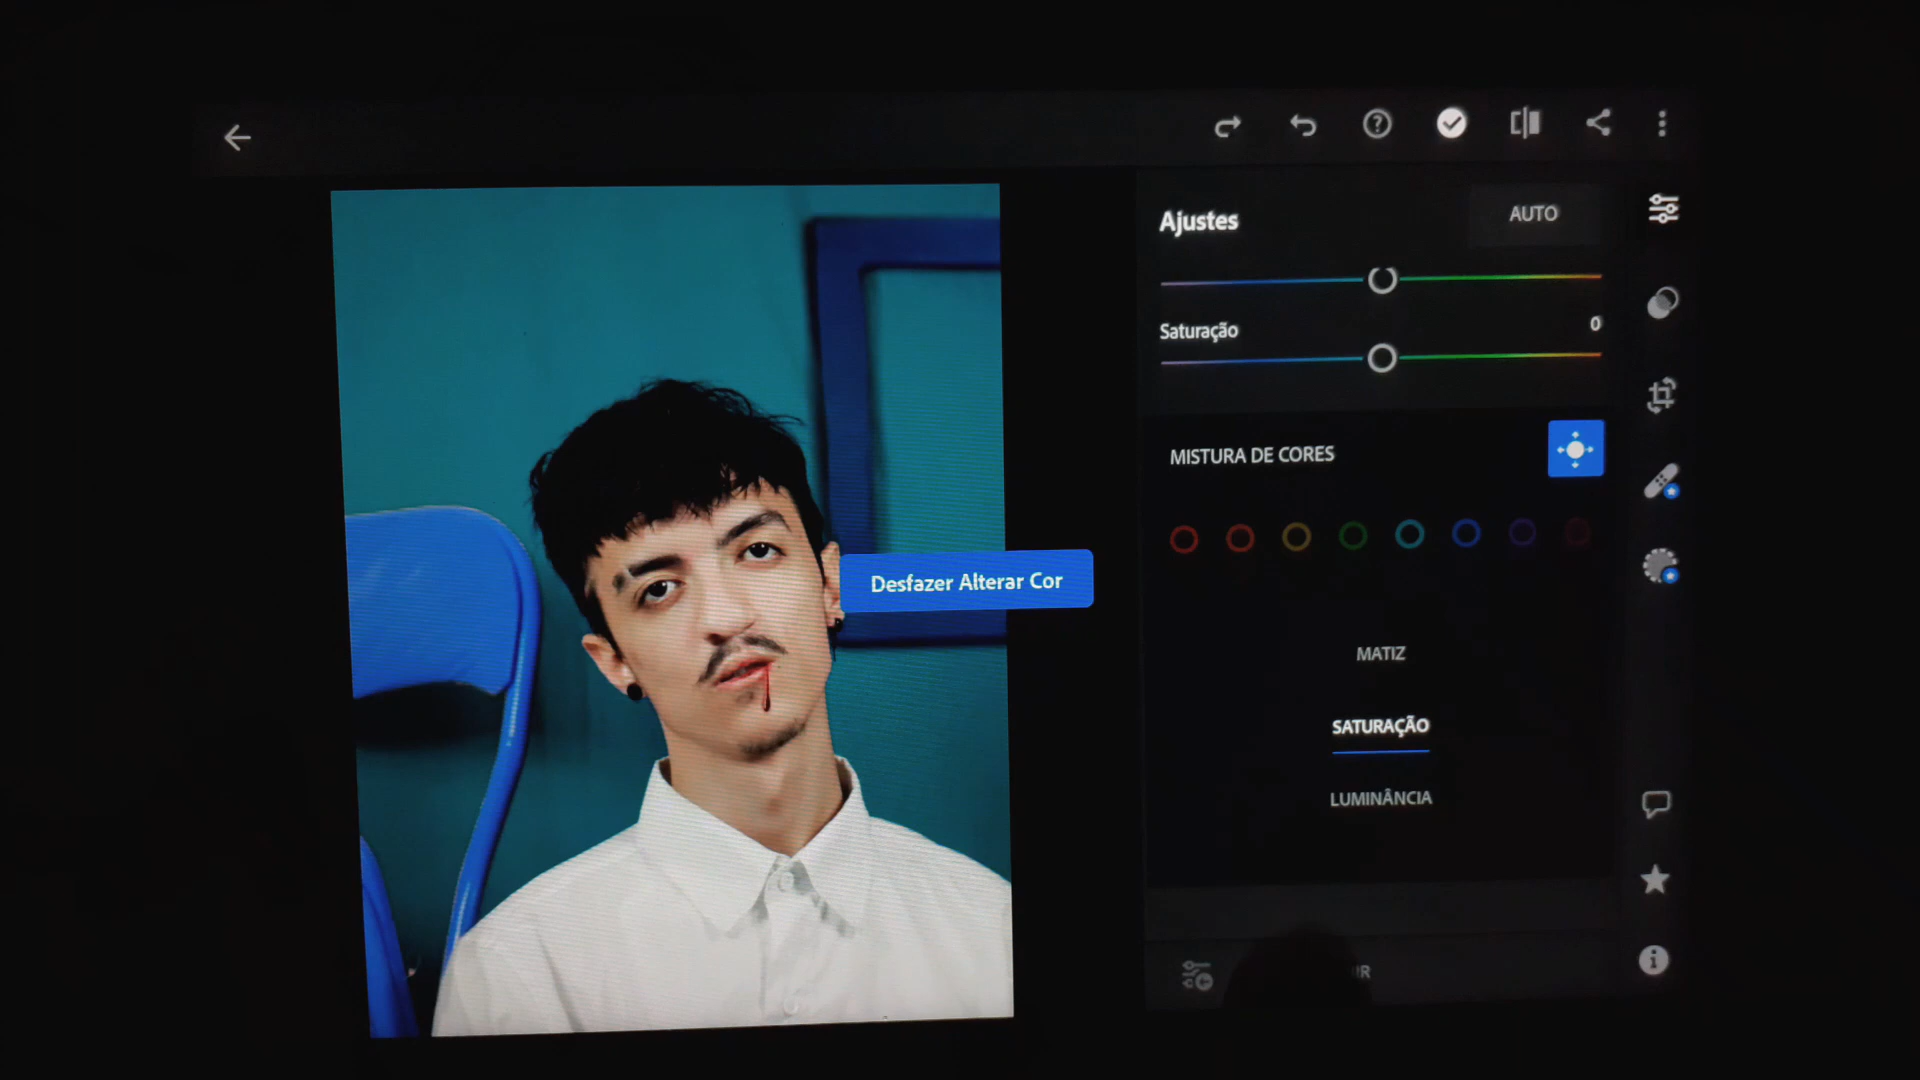 Ajustes
AUTO
Saturação
0
MISTURA DE CORES
Desfazer Alterar Cor
MATIZ
SATURAÇÃO
LUMINÂNCIA